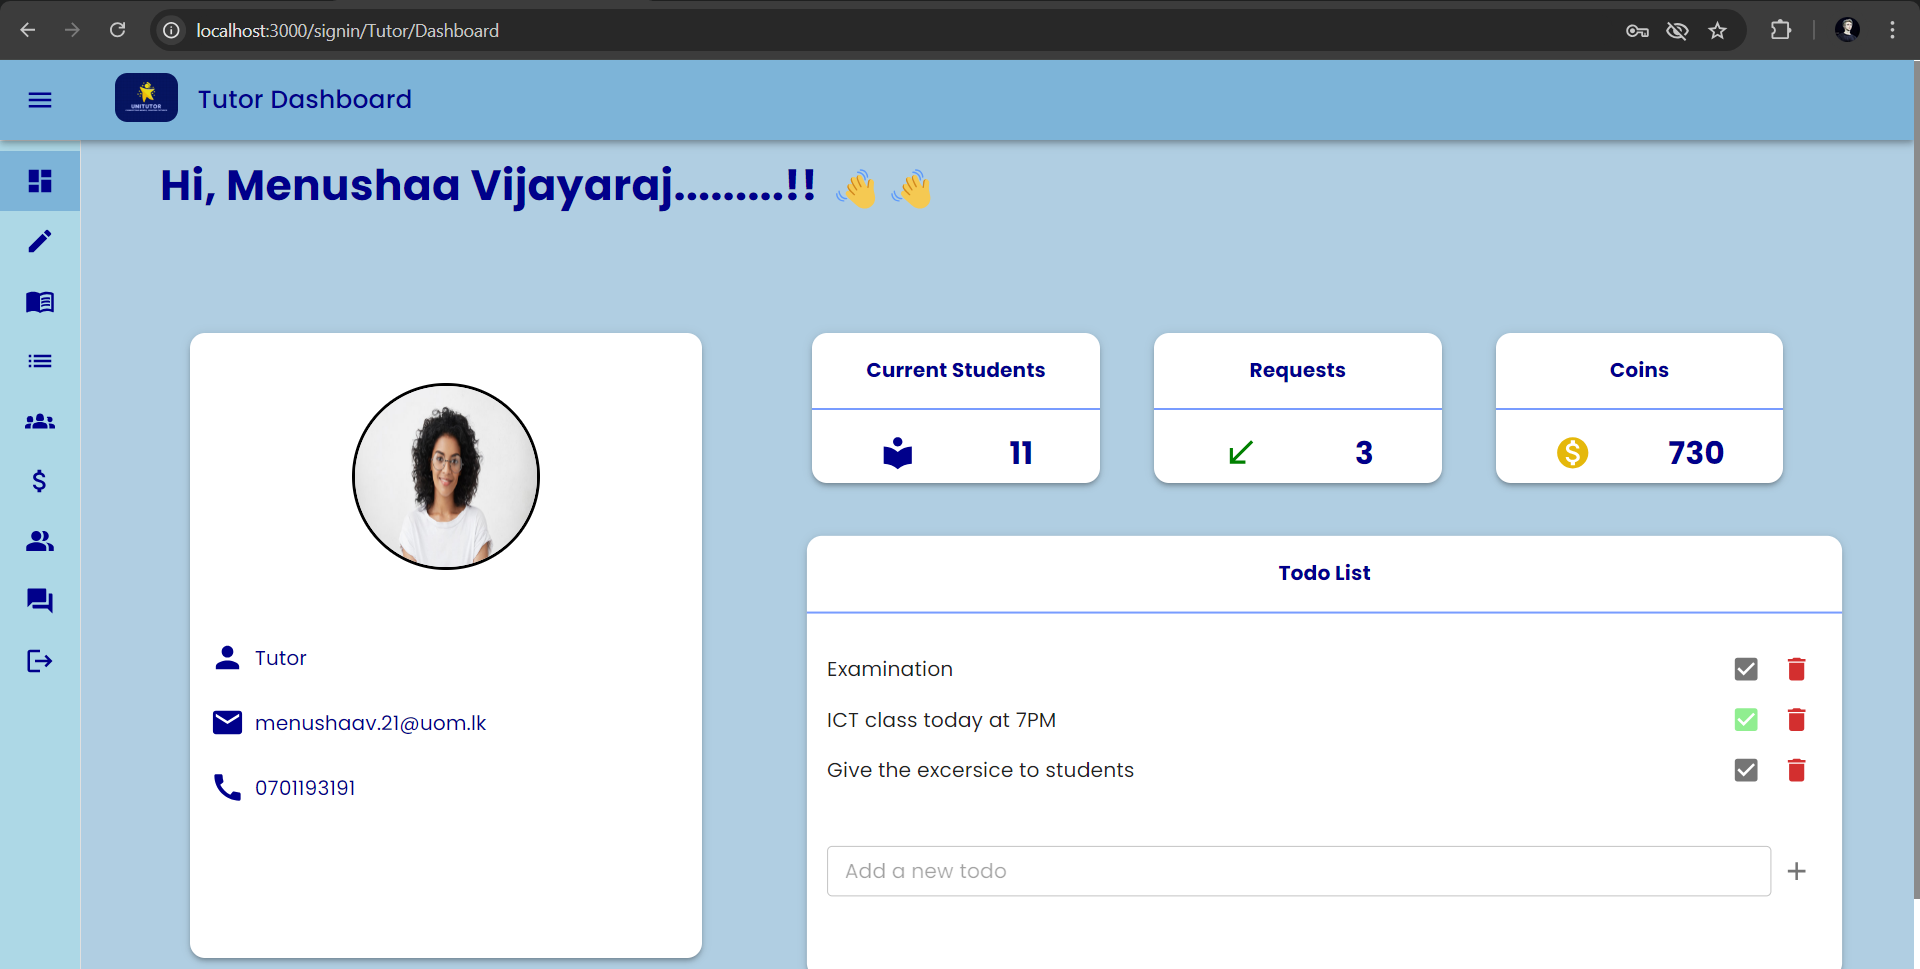 localhost:3000/signin/Tutor/Dashboard
UNITUTOR
Tutor Dashboard
Hi, Menushaa Vijayaraj.........!! 👋 👋
Tutor
menushaav.21@uom.lk
0701193191
Current Students
11
Requests
3
Coins
730
Todo List
Examination
ICT class today at 7PM
Give the excersice to students
Add a new todo